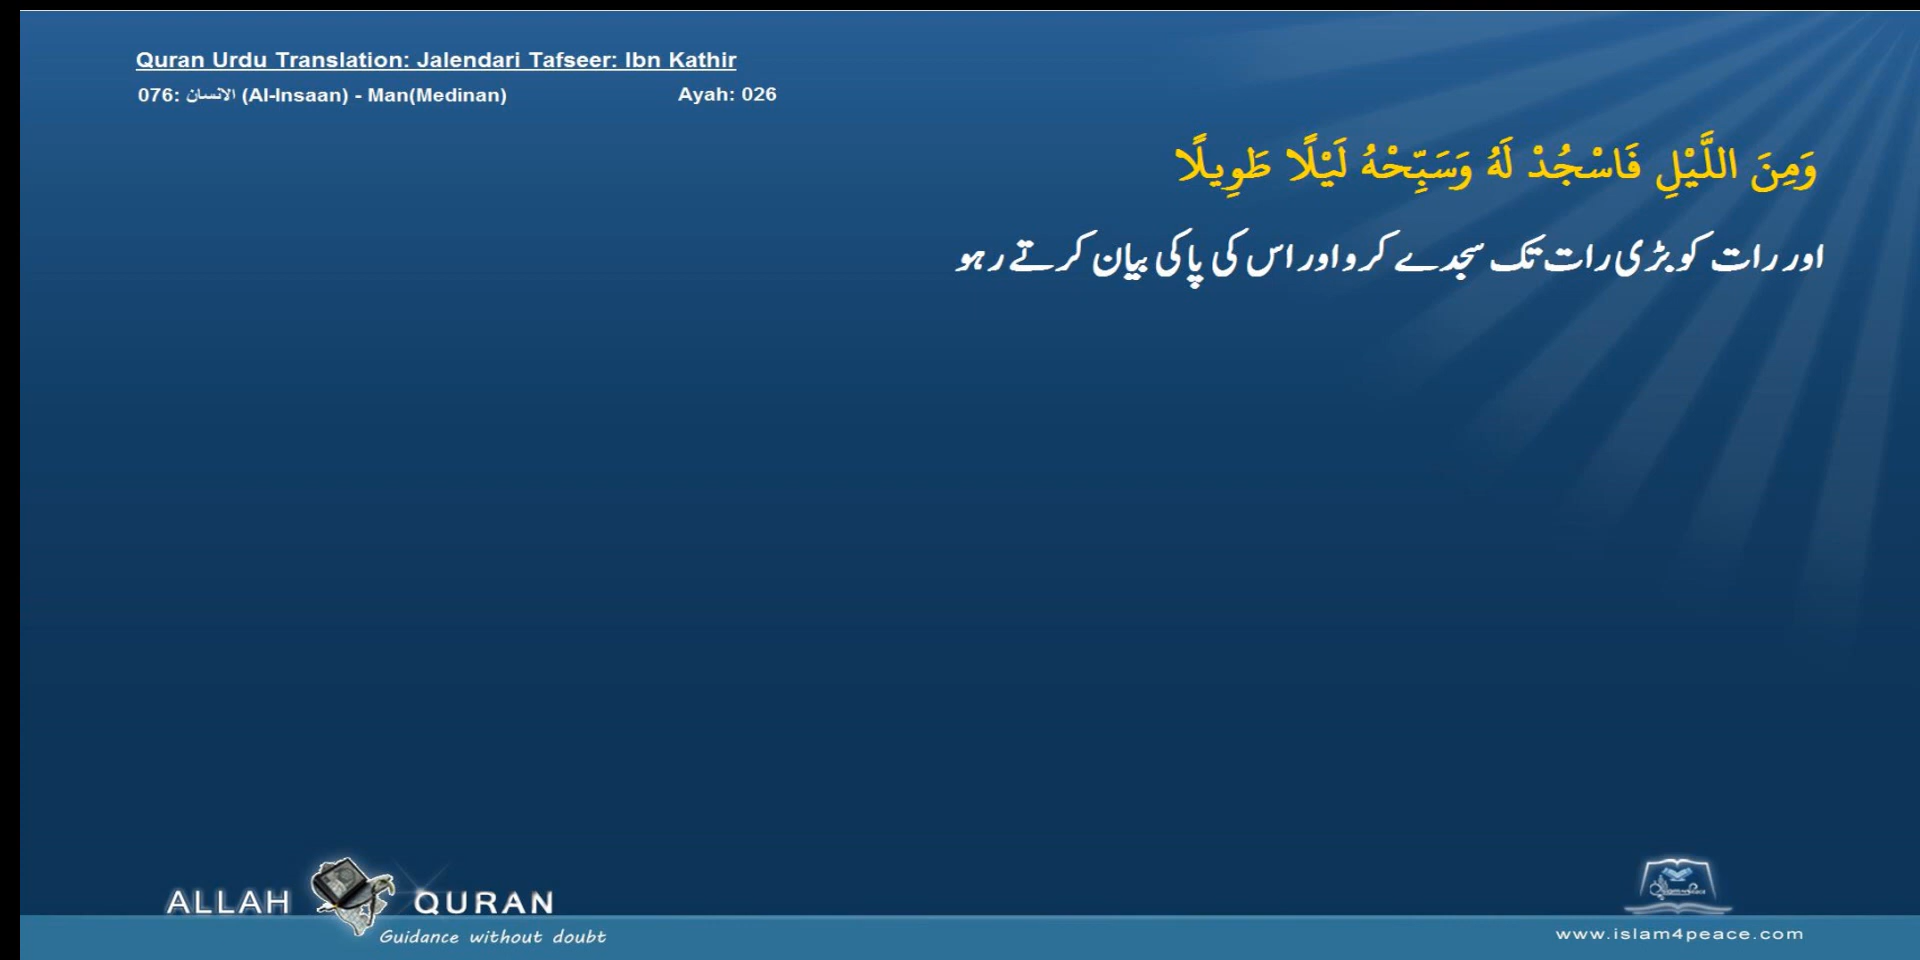 Quran Urdu Translation: Jalendari Tafseer: Ibn Kathir
076: الانسان (Al-Insaan) - Man(Medinan) Ayah: 026
وَمِنَ اللَّيْلِ فَاسْجُدْ لَهُ وَسَبِّحْهُ لَيْلًا طَوِيلًا
اور رات کو بڑی رات تک سجدے کرو اور اس کی پاکی بیان کرتے رہو
ALLAH QURAN
Guidance without doubt
www.islam4peace.com